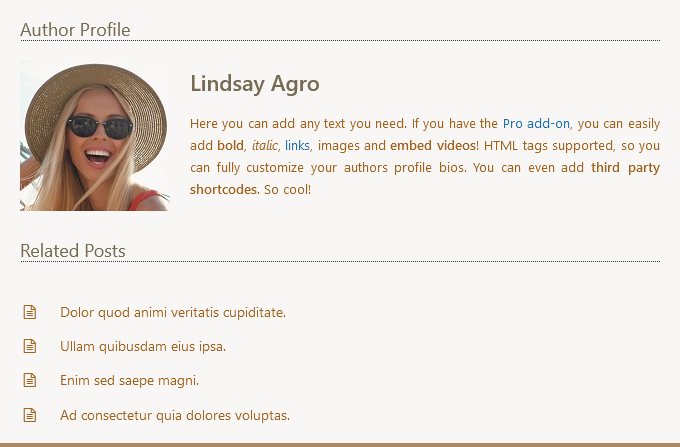 Author Profile
Lindsay Agro
Here you can add any text you need. If you have the Pro add-on, you can easily
add bold, italic, links, images and embed videos! HTML tags supported, so you
can fully customize your authors profile bios. You can even add third party
shortcodes. So cool!
Related Posts
Dolor quod animi veritatis cupiditate.
Ullam quibusdam eius ipsa.
Enim sed saepe magni.
Ad consectetur quia dolores voluptas.